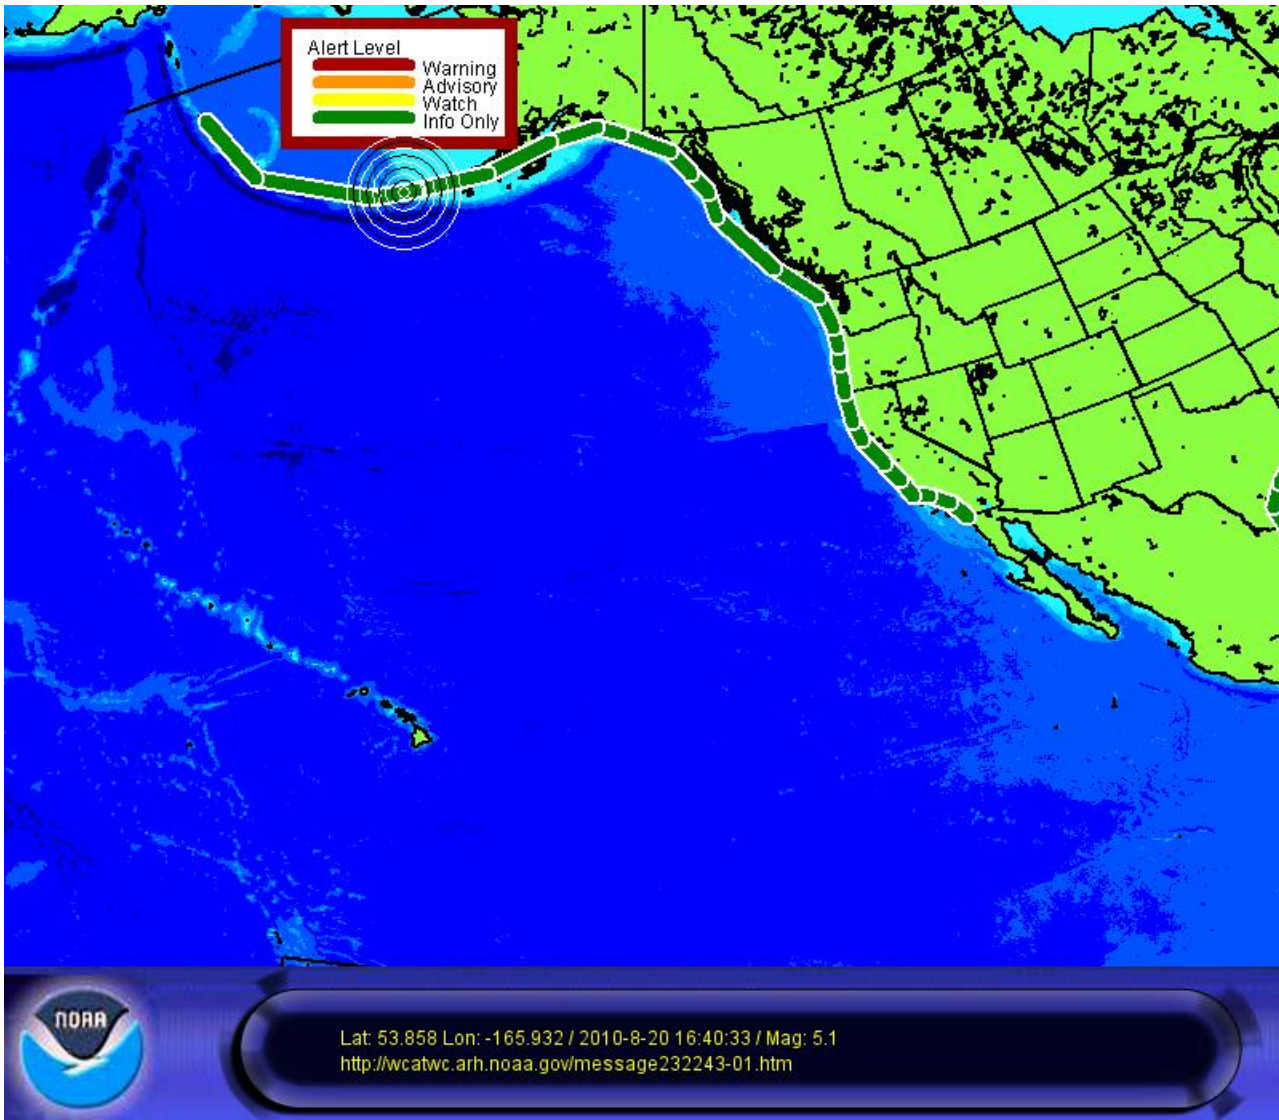 Alert Level
Warning
Advisory
Watch
Info Only
NOAA
Lat: 53.858 Lon: -165.932 / 2010-8-20 16:40:33 / Mag: 5.1
http://wcatwc.arh.noaa.gov/message232243-01.htm